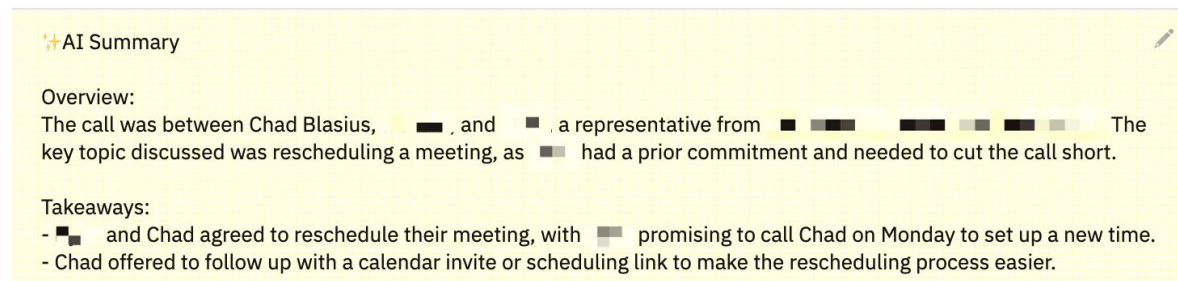 ✨AI Summary
Overview:
The call was between Chad Blasius, , and , a representative from The
key topic discussed was rescheduling a meeting, as had a prior commitment and needed to cut the call short.
Takeaways:
- and Chad agreed to reschedule their meeting, with promising to call Chad on Monday to set up a new time.
- Chad offered to follow up with a calendar invite or scheduling link to make the rescheduling process easier.